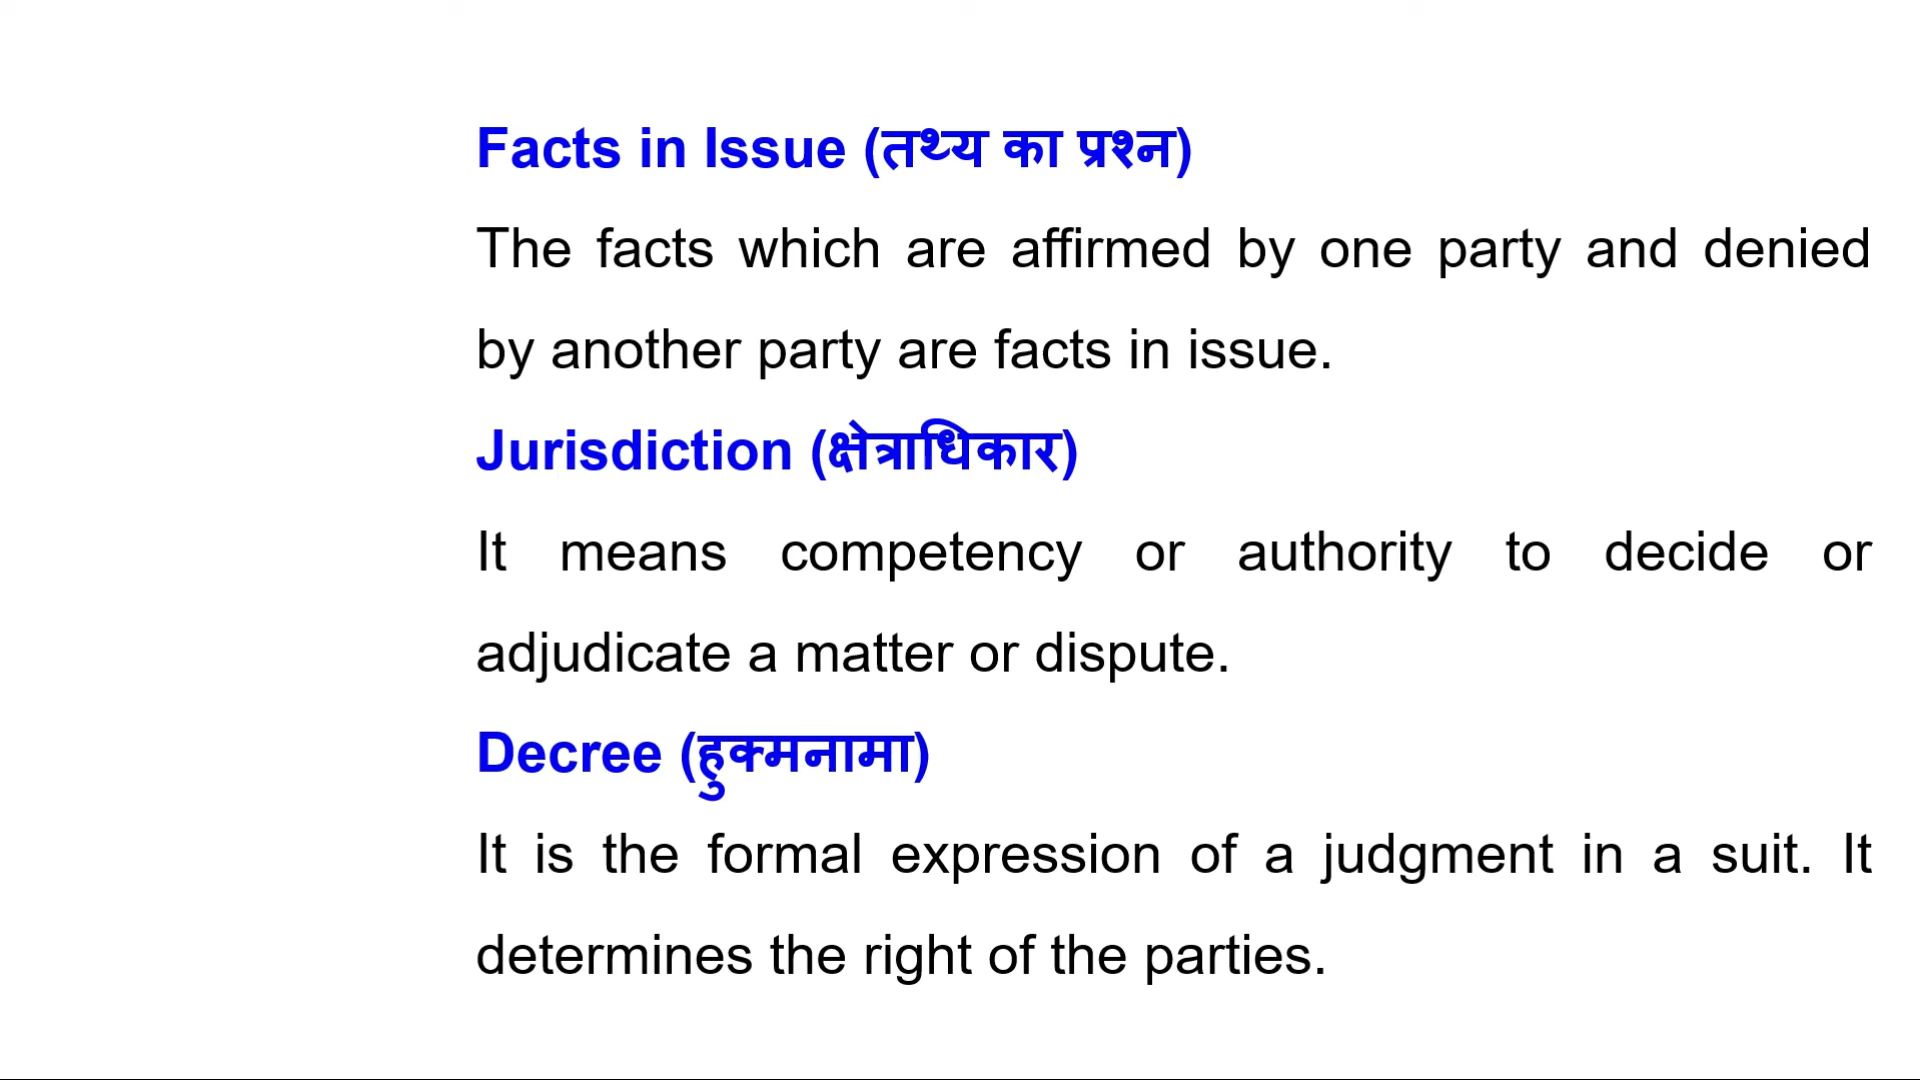 Facts in Issue (तथ्य का प्रश्न)
The facts which are affirmed by one party and denied
by another party are facts in issue.
Jurisdiction (क्षेत्राधिकार)
It means competency or authority to decide or
adjudicate a matter or dispute.
Decree (हुक्मनामा)
It is the formal expression of a judgment in a suit. It
determines the right of the parties.